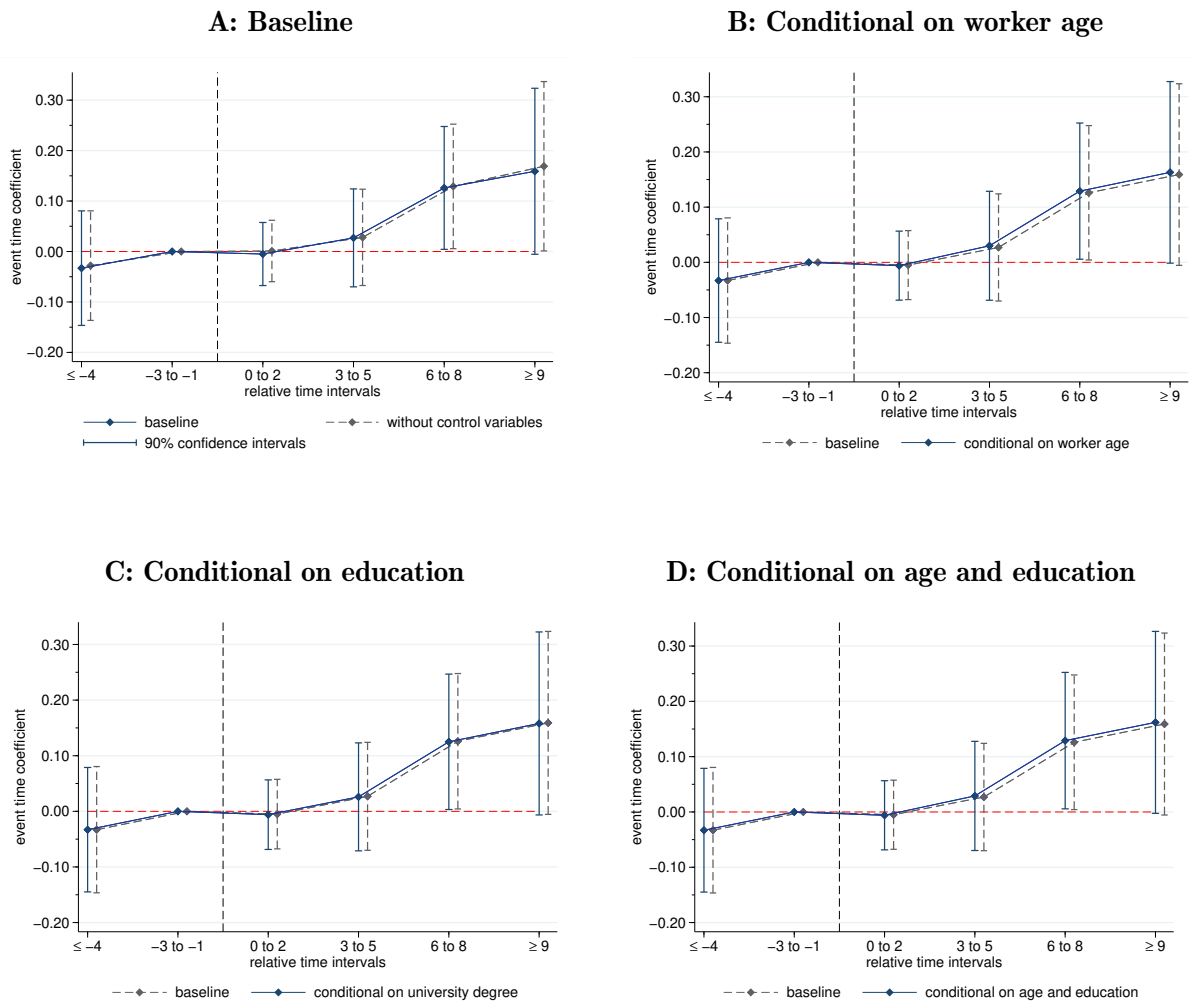 A: Baseline
event time coefficient
0.30
0.20
0.10
0.00
−0.10
−0.20
≤ −4 −3 to −1 0 to 2 3 to 5 6 to 8 ≥ 9
relative time intervals
baseline without control variables
90% confidence intervals
B: Conditional on worker age
event time coefficient
0.30
0.20
0.10
0.00
−0.10
−0.20
≤ −4 −3 to −1 0 to 2 3 to 5 6 to 8 ≥ 9
relative time intervals
baseline conditional on worker age
C: Conditional on education
event time coefficient
0.30
0.20
0.10
0.00
−0.10
−0.20
≤ −4 −3 to −1 0 to 2 3 to 5 6 to 8 ≥ 9
relative time intervals
baseline conditional on university degree
D: Conditional on age and education
event time coefficient
0.30
0.20
0.10
0.00
−0.10
−0.20
≤ −4 −3 to −1 0 to 2 3 to 5 6 to 8 ≥ 9
relative time intervals
baseline conditional on age and education